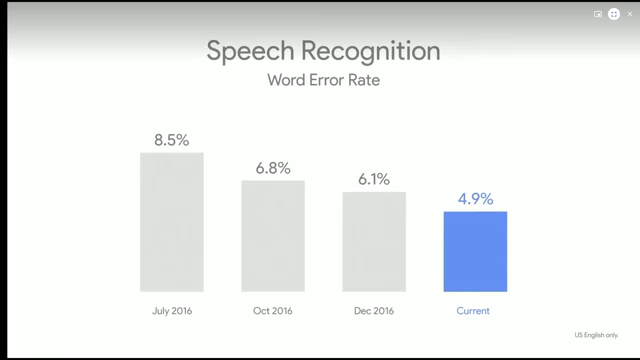 Speech Recognition
Word Error Rate
8.5%
6.8%
6.1%
4.9%
July 2016
Oct 2016
Dec 2016
Current
US English only.